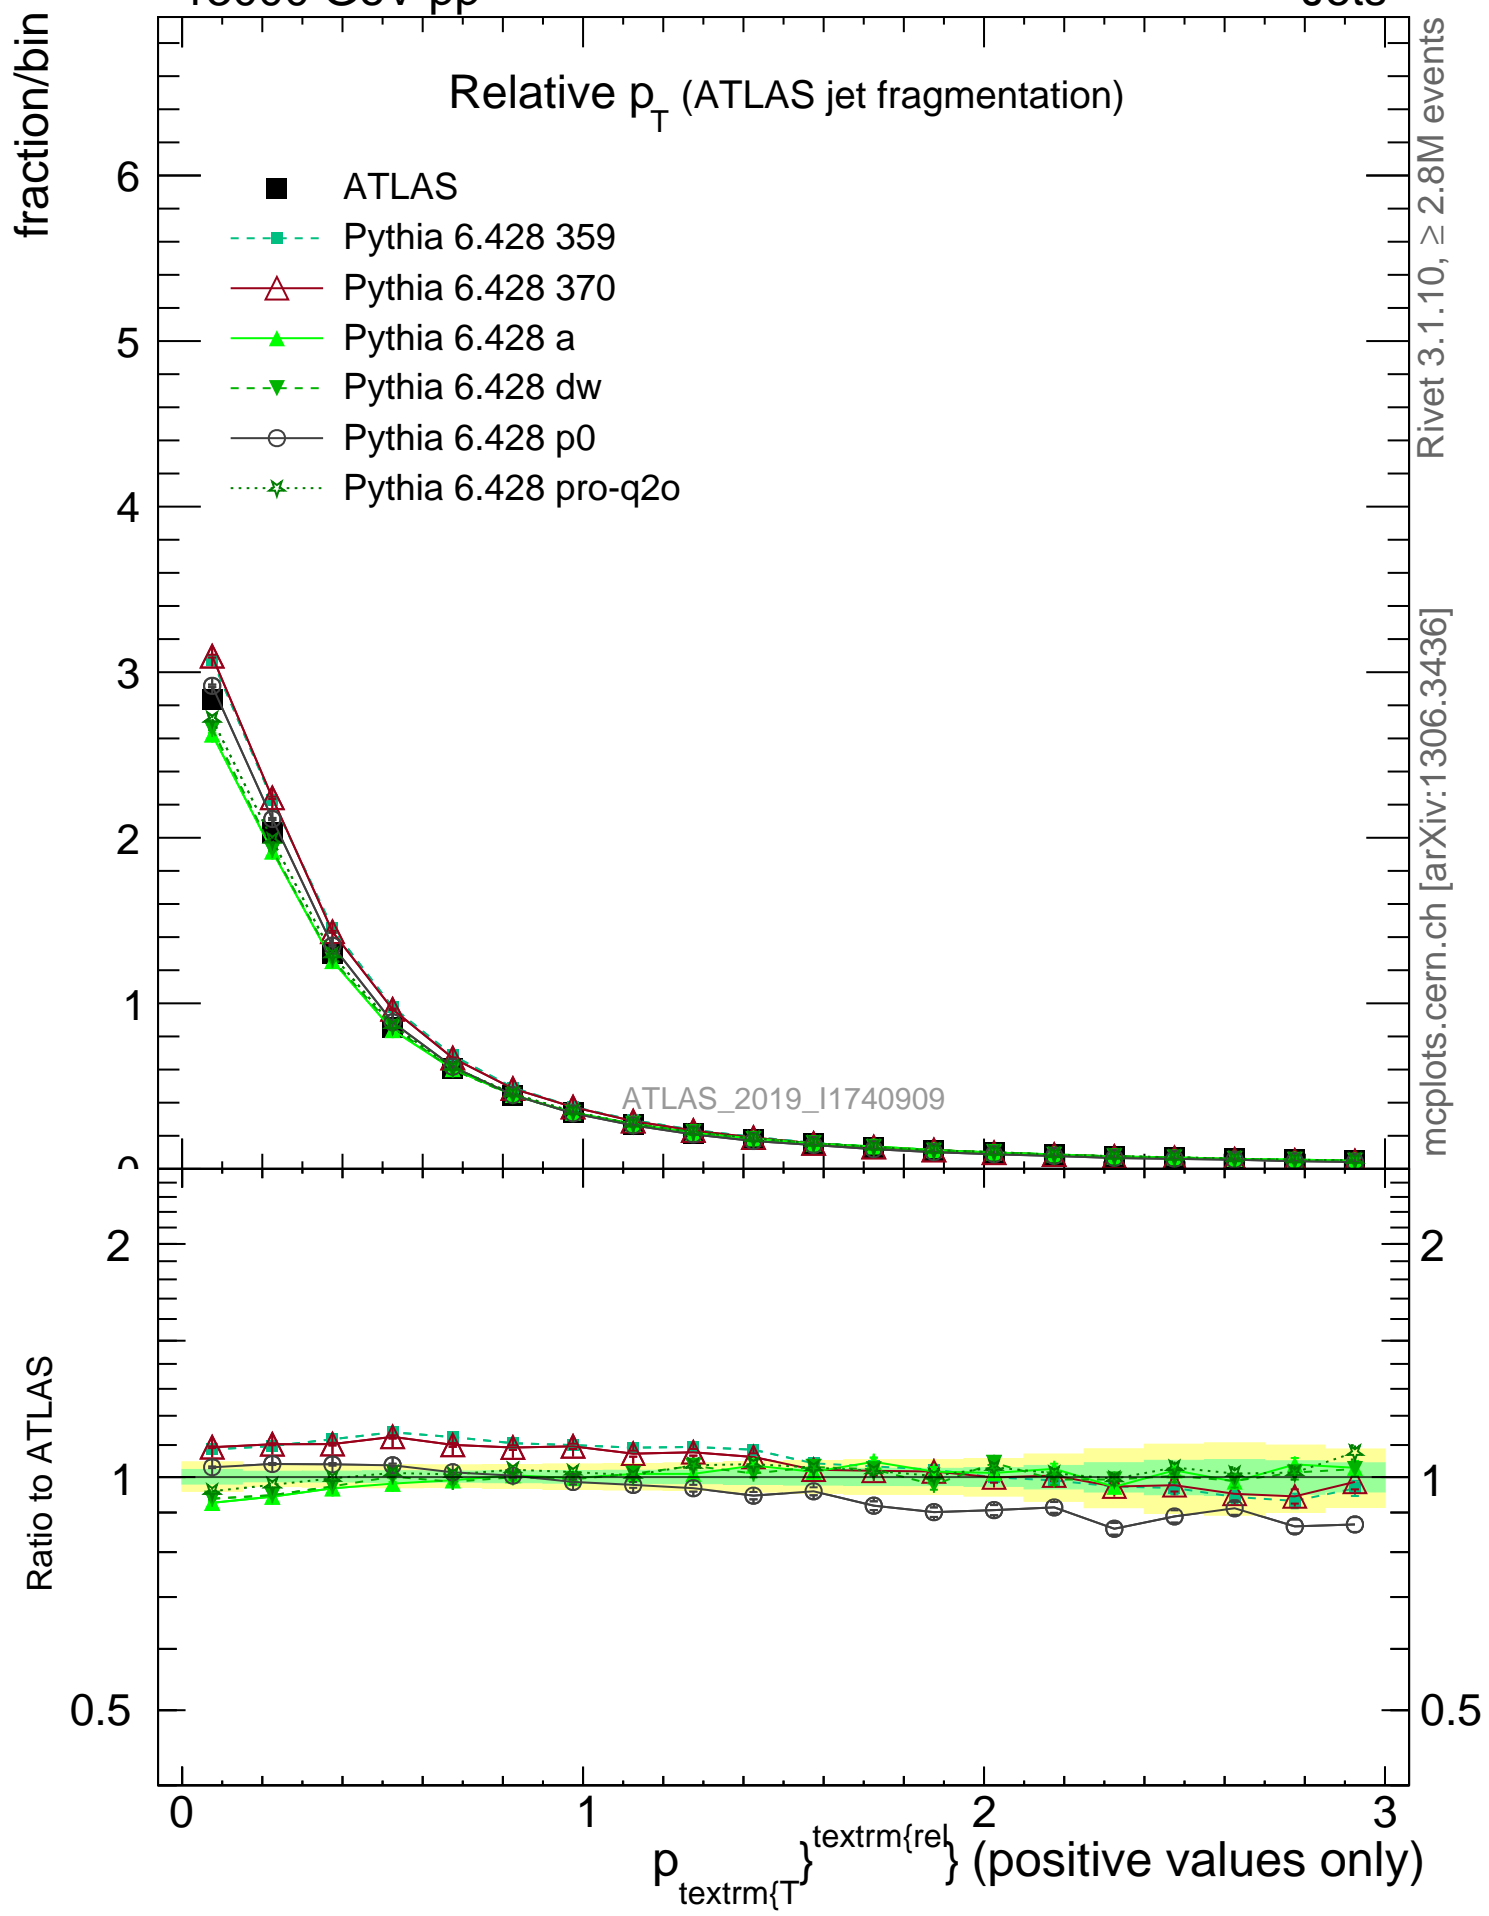 fraction/bin
Relative pT (ATLAS jet fragmentation)
ATLAS
Pythia 6.428 359
Pythia 6.428 370
Pythia 6.428 a
Pythia 6.428 dw
Pythia 6.428 p0
Pythia 6.428 pro-q2o
6
5
4
3
2
1
ATLAS_2019_I1740909
Rivet 3.1.10, ≥ 2.8M events
mcplots.cern.ch [arXiv:1306.3436]
Ratio to ATLAS
2
1
0.5
2
1
0.5
0 1 2 3
p textrm{T } textrm{rel } (positive values only)